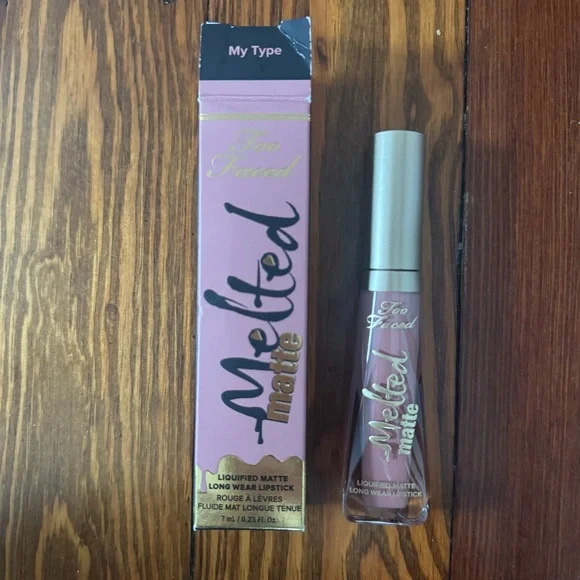 My Type
Too
Faced
Melted
matte
LIQUIFIED MATTE
LONG WEAR LIPSTICK
ROUGE À LÈVRES
FLUIDE MAT LONGUE TENUE
7 mL / 0.23 Fl. Oz.
Too
Faced
Melted
matte
LIQUIFIED MATTE
LONG WEAR LIPSTICK